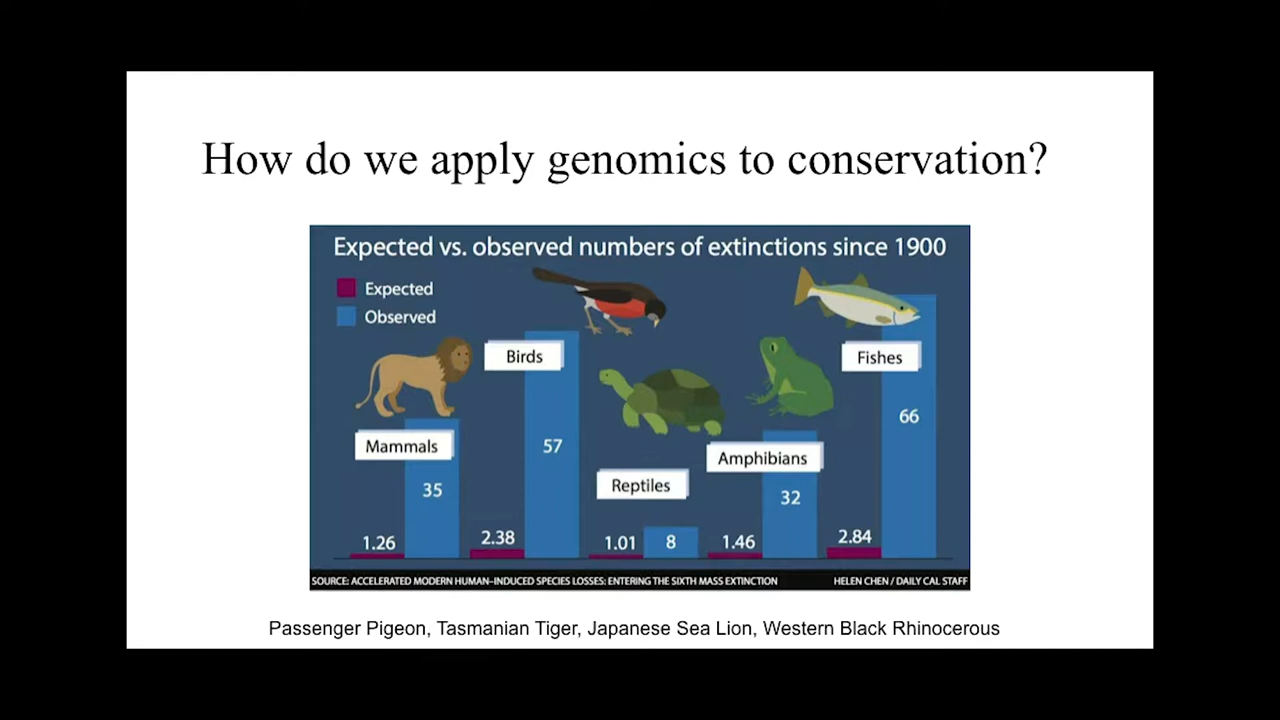 How do we apply genomics to conservation?
Expected vs. observed numbers of extinctions since 1900
Expected
Observed
Mammals
1.26
35
Birds
2.38
57
Reptiles
1.01
8
Amphibians
1.46
32
Fishes
2.84
66
SOURCE: ACCELERATED MODERN HUMAN–INDUCED SPECIES LOSSES: ENTERING THE SIXTH MASS EXTINCTION
HELEN CHEN / DAILY CAL STAFF
Passenger Pigeon, Tasmanian Tiger, Japanese Sea Lion, Western Black Rhinocerous